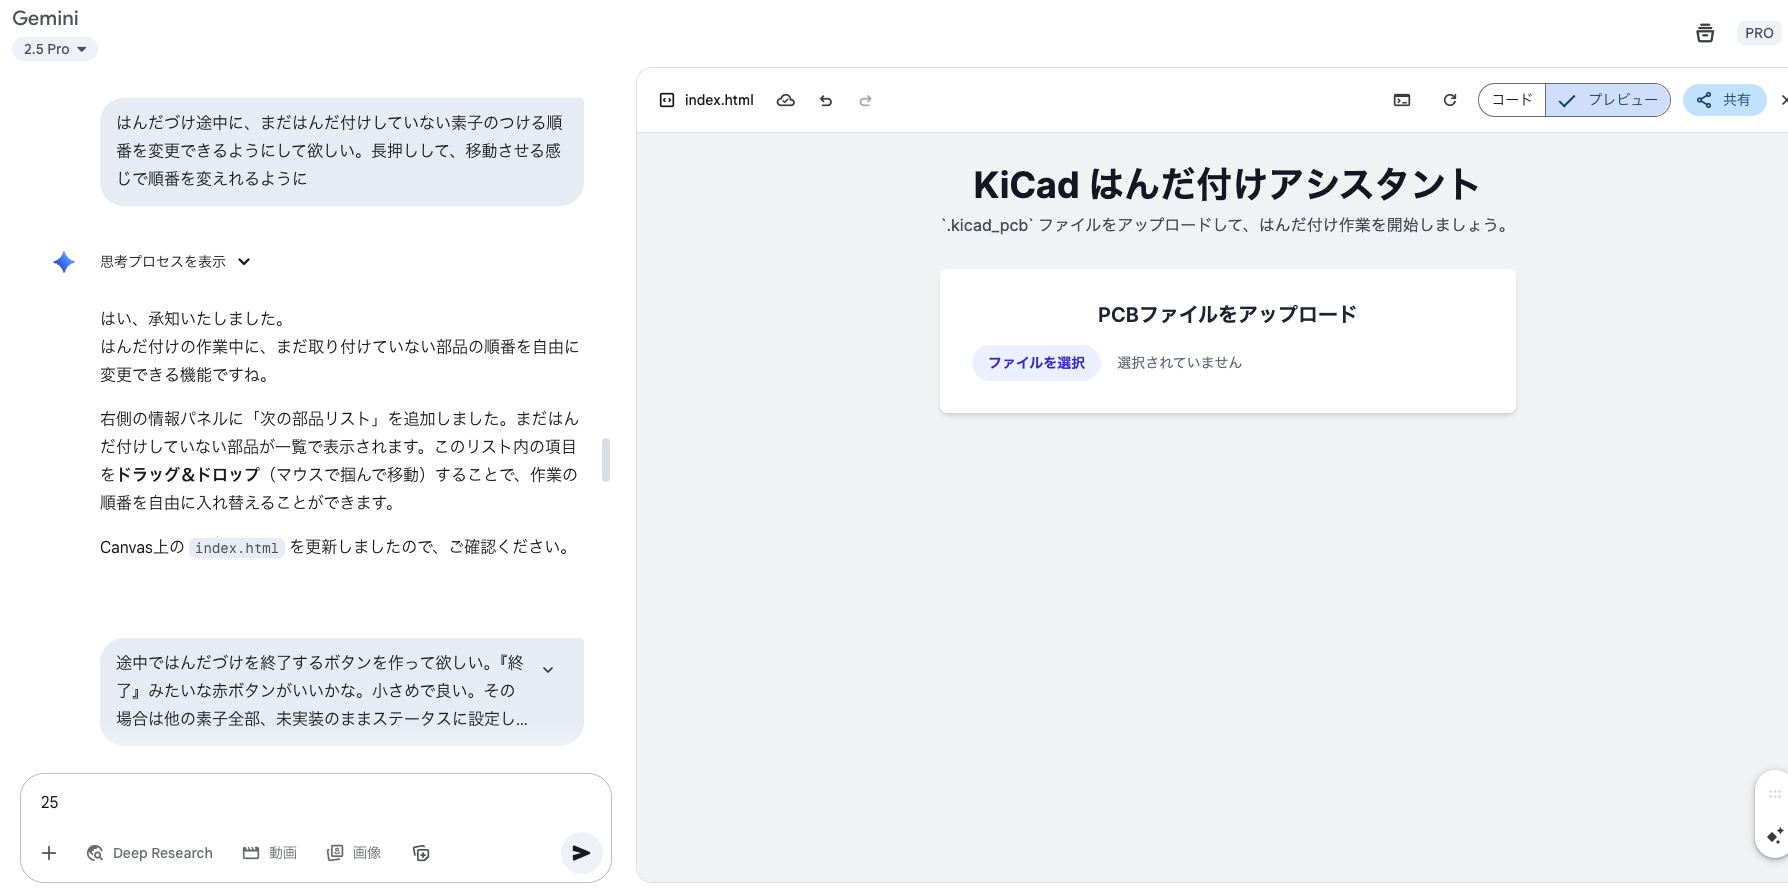 Gemini
2.5 Pro
PRO
はんだづけ途中に、まだはんだ付けしていない素子のつける順
番を変更できるようにして欲しい。長押しして、移動させる感
じで順番を変えれるように
思考プロセスを表示
はい、承知いたしました。
はんだ付けの作業中に、まだ取り付けていない部品の順番を自由に
変更できる機能ですね。
右側の情報パネルに「次の部品リスト」を追加しました。まだはん
だ付けしていない部品が一覧で表示されます。このリスト内の項目
をドラッグ&ドロップ（マウスで掴んで移動）することで、作業の
順番を自由に入れ替えることができます。
Canvas上の index.html を更新しましたので、ご確認ください。
途中ではんだづけを終了するボタンを作って欲しい。『終
了』みたいな赤ボタンがいいかな。小さめで良い。その
場合は他の素子全部、未実装のままステータスに設定し...
25
Deep Research
動画
画像
index.html
コード
プレビュー
共有
KiCad はんだ付けアシスタント
`.kicad_pcb` ファイルをアップロードして、はんだ付け作業を開始しましょう。
PCBファイルをアップロード
ファイルを選択
選択されていません